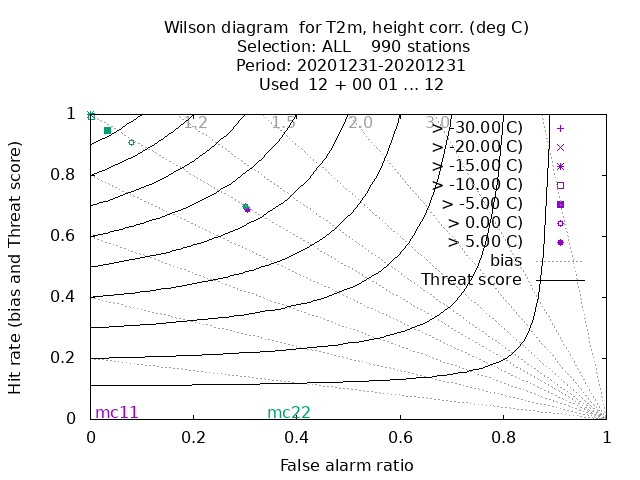 Wilson diagram  for T2m, height corr. (deg C)
Selection: ALL    990 stations
Period: 20201231-20201231
Used  12 + 00 01 ... 12
1.2 1.5 2.0 3.0
> -30.00 C)
> -20.00 C)
> -15.00 C)
> -10.00 C)
> -5.00 C)
> 0.00 C)
> 5.00 C)
bias
Threat score
Hit rate (bias and Threat score)
1
0.8
0.6
0.4
0.2
0
mc11 mc22
0 0.2 0.4 0.6 0.8 1
False alarm ratio